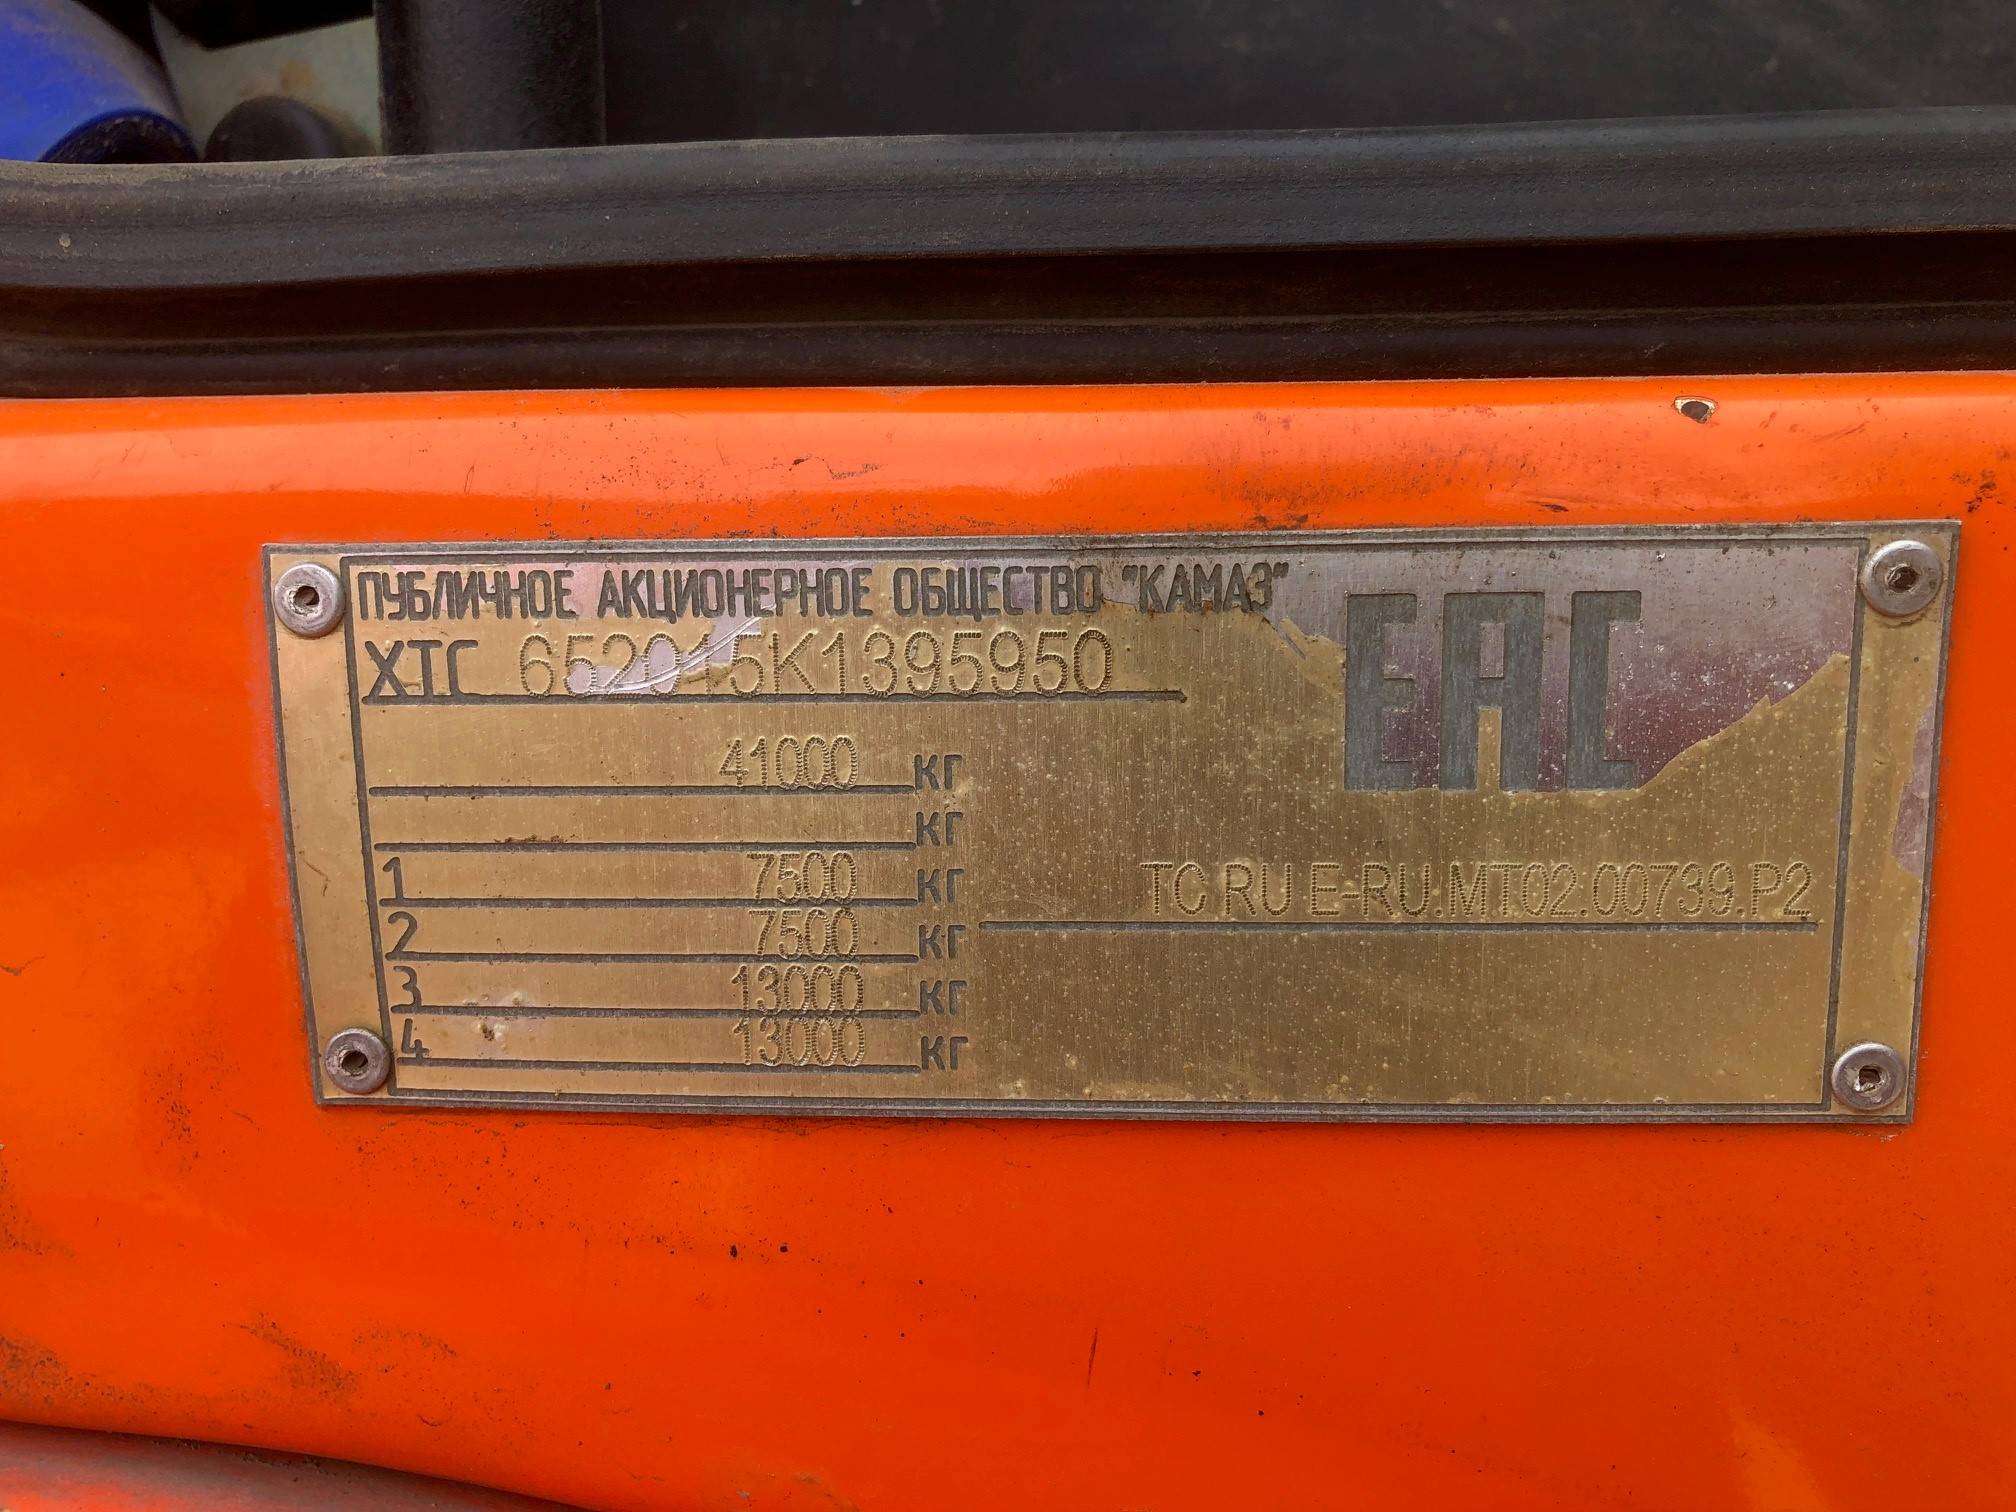 ПУБЛИЧНОЕ АКЦИОНЕРНОЕ ОБЩЕСТВО "КАМАЗ"
XTC 652015K1395950
EAC
41000 кг
кг
1 7500 кг
2 7500 кг
3 13000 кг
4 13000 кг
TC RU E-RU.MT02.00739.P2